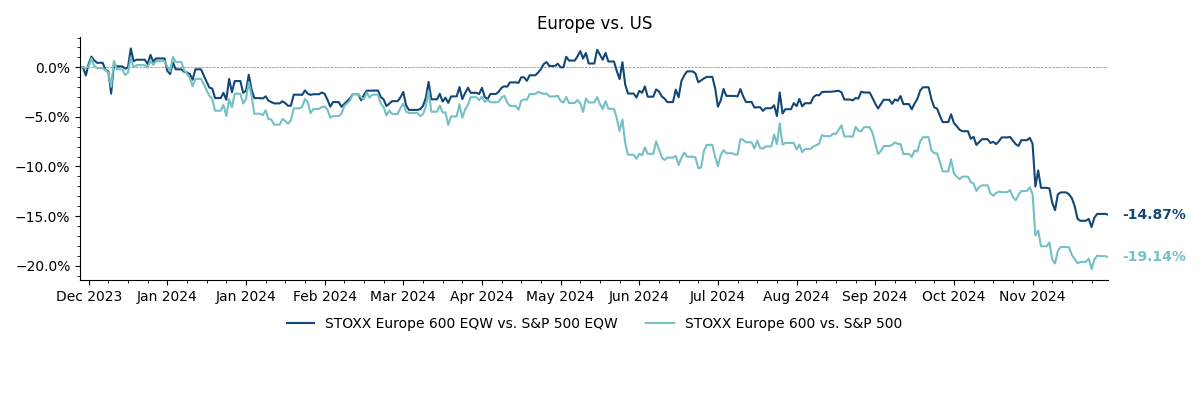 Europe vs. US
0.0%
−5.0%
−10.0%
−15.0%
−20.0%
-14.87%
-19.14%
Dec 2023 Jan 2024 Jan 2024 Feb 2024 Mar 2024 Apr 2024 May 2024 Jun 2024 Jul 2024 Aug 2024 Sep 2024 Oct 2024 Nov 2024
STOXX Europe 600 EQW vs. S&P 500 EQW STOXX Europe 600 vs. S&P 500